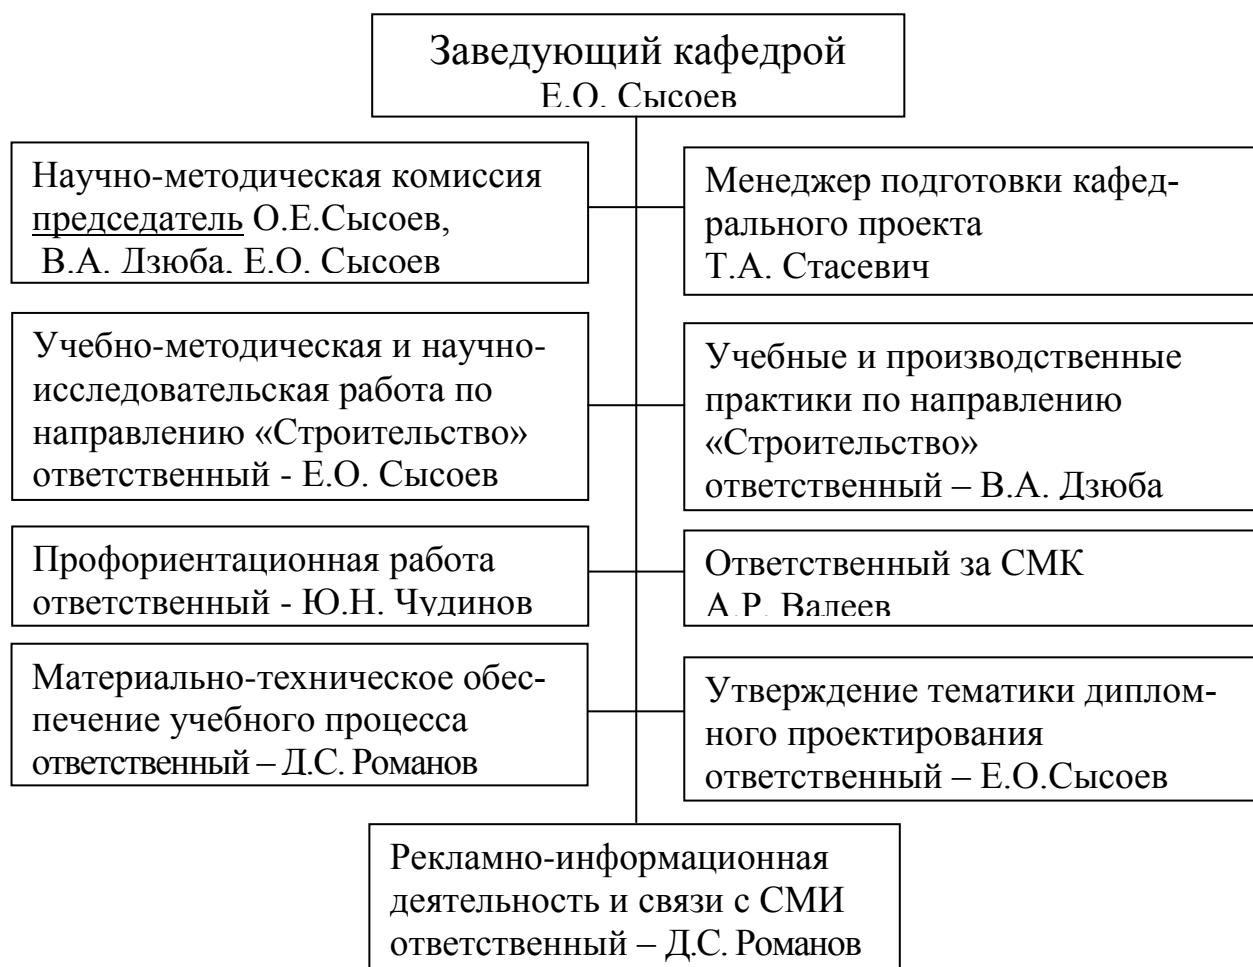 Заведующий кафедрой
Е.О. Сысоев
Научно-методическая комиссия
председатель О.Е.Сысоев,
В.А. Дзюба, Е.О. Сысоев
Менеджер подготовки кафед-
рального проекта
Т.А. Стасевич
Учебно-методическая и научно-
исследовательская работа по
направлению «Строительство»
ответственный - Е.О. Сысоев
Учебные и производственные
практики по направлению
«Строительство»
ответственный – В.А. Дзюба
Профориентационная работа
ответственный - Ю.Н. Чудинов
Ответственный за СМК
А.Р. Валеев
Материально-техническое обес-
печение учебного процесса
ответственный – Д.С. Романов
Утверждение тематики диплом-
ного проектирования
ответственный – Е.О.Сысоев
Рекламно-информационная
деятельность и связи с СМИ
ответственный – Д.С. Романов